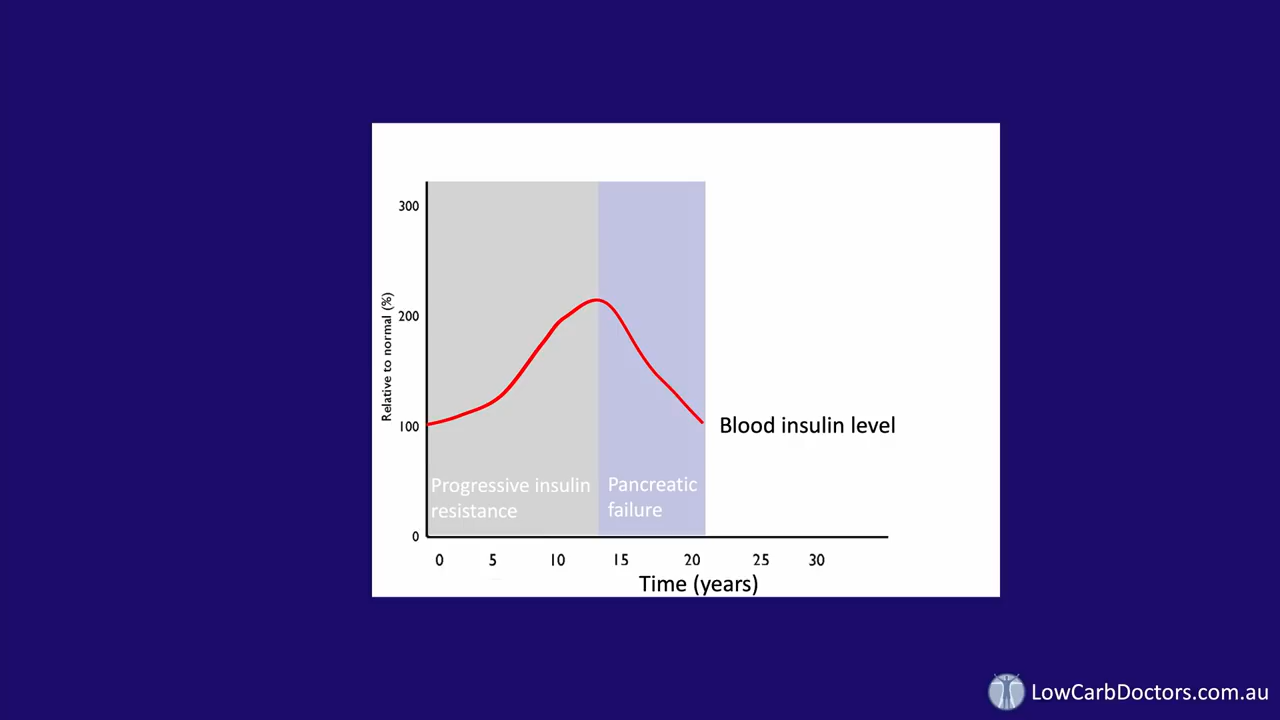 300
200
100
0
Relative to normal (%)
Progressive insulin
resistance
Pancreatic
failure
Blood insulin level
0 5 10 15 20 25 30
Time (years)
LowCarbDoctors.com.au